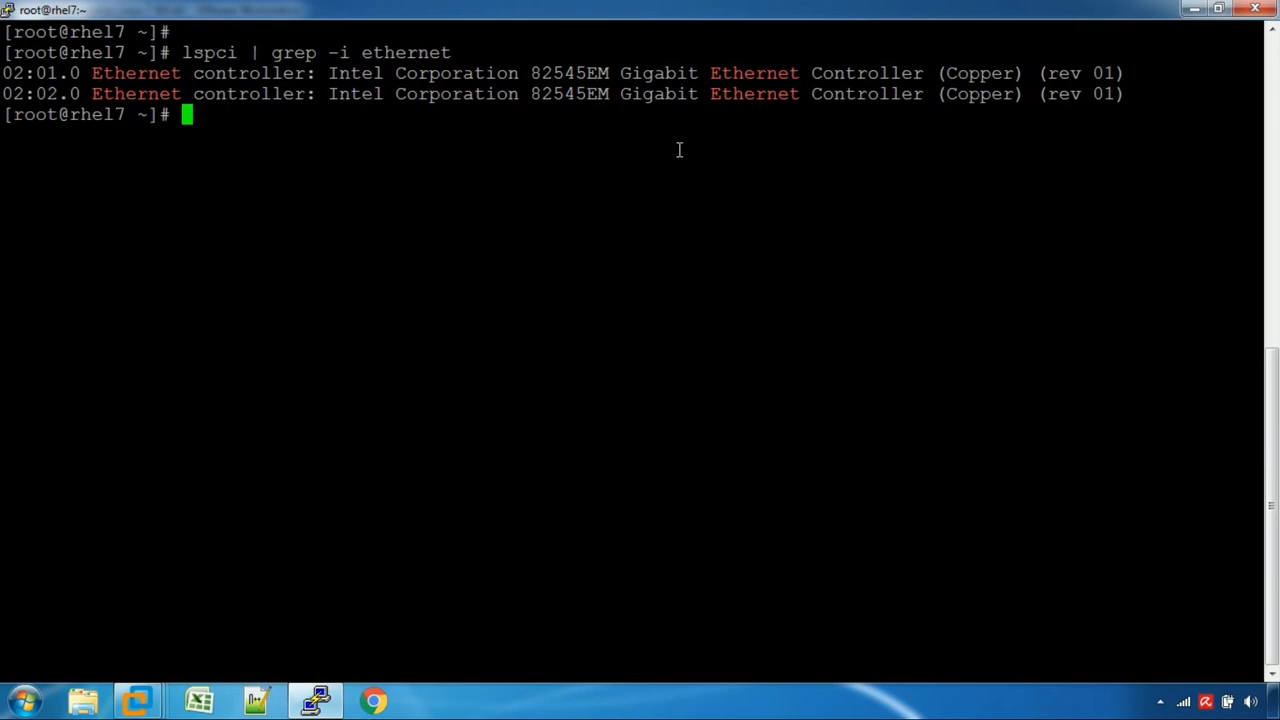 root@rhel7:~
[root@rhel7 ~]#
[root@rhel7 ~]# lspci | grep -i ethernet
02:01.0 Ethernet controller: Intel Corporation 82545EM Gigabit Ethernet Controller (Copper) (rev 01)
02:02.0 Ethernet controller: Intel Corporation 82545EM Gigabit Ethernet Controller (Copper) (rev 01)
[root@rhel7 ~]#